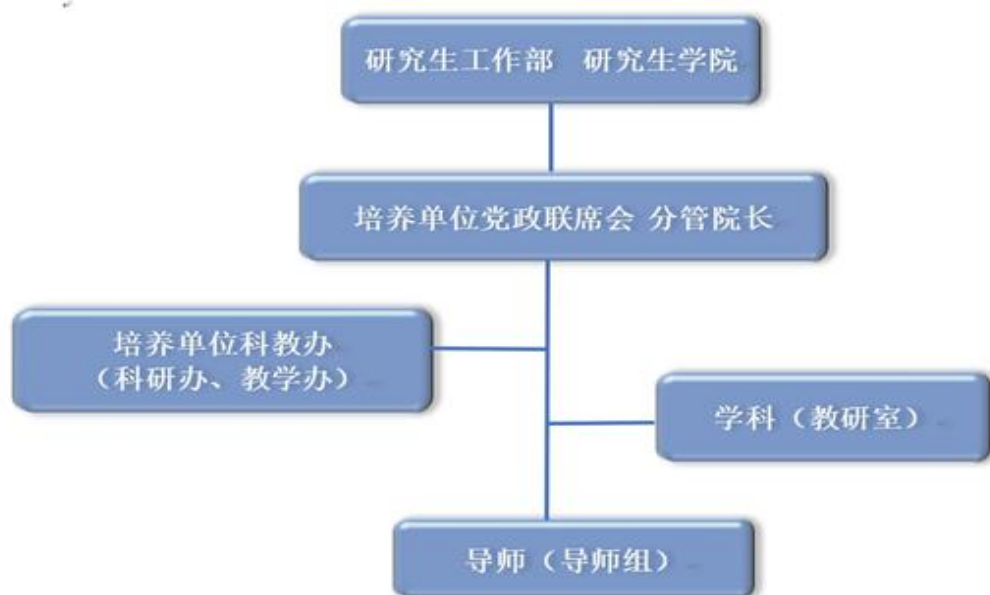 研究生工作部 研究生学院
培养单位党政联席会 分管院长
培养单位科教办
（科研办、教学办）
学科（教研室）
导师（导师组）